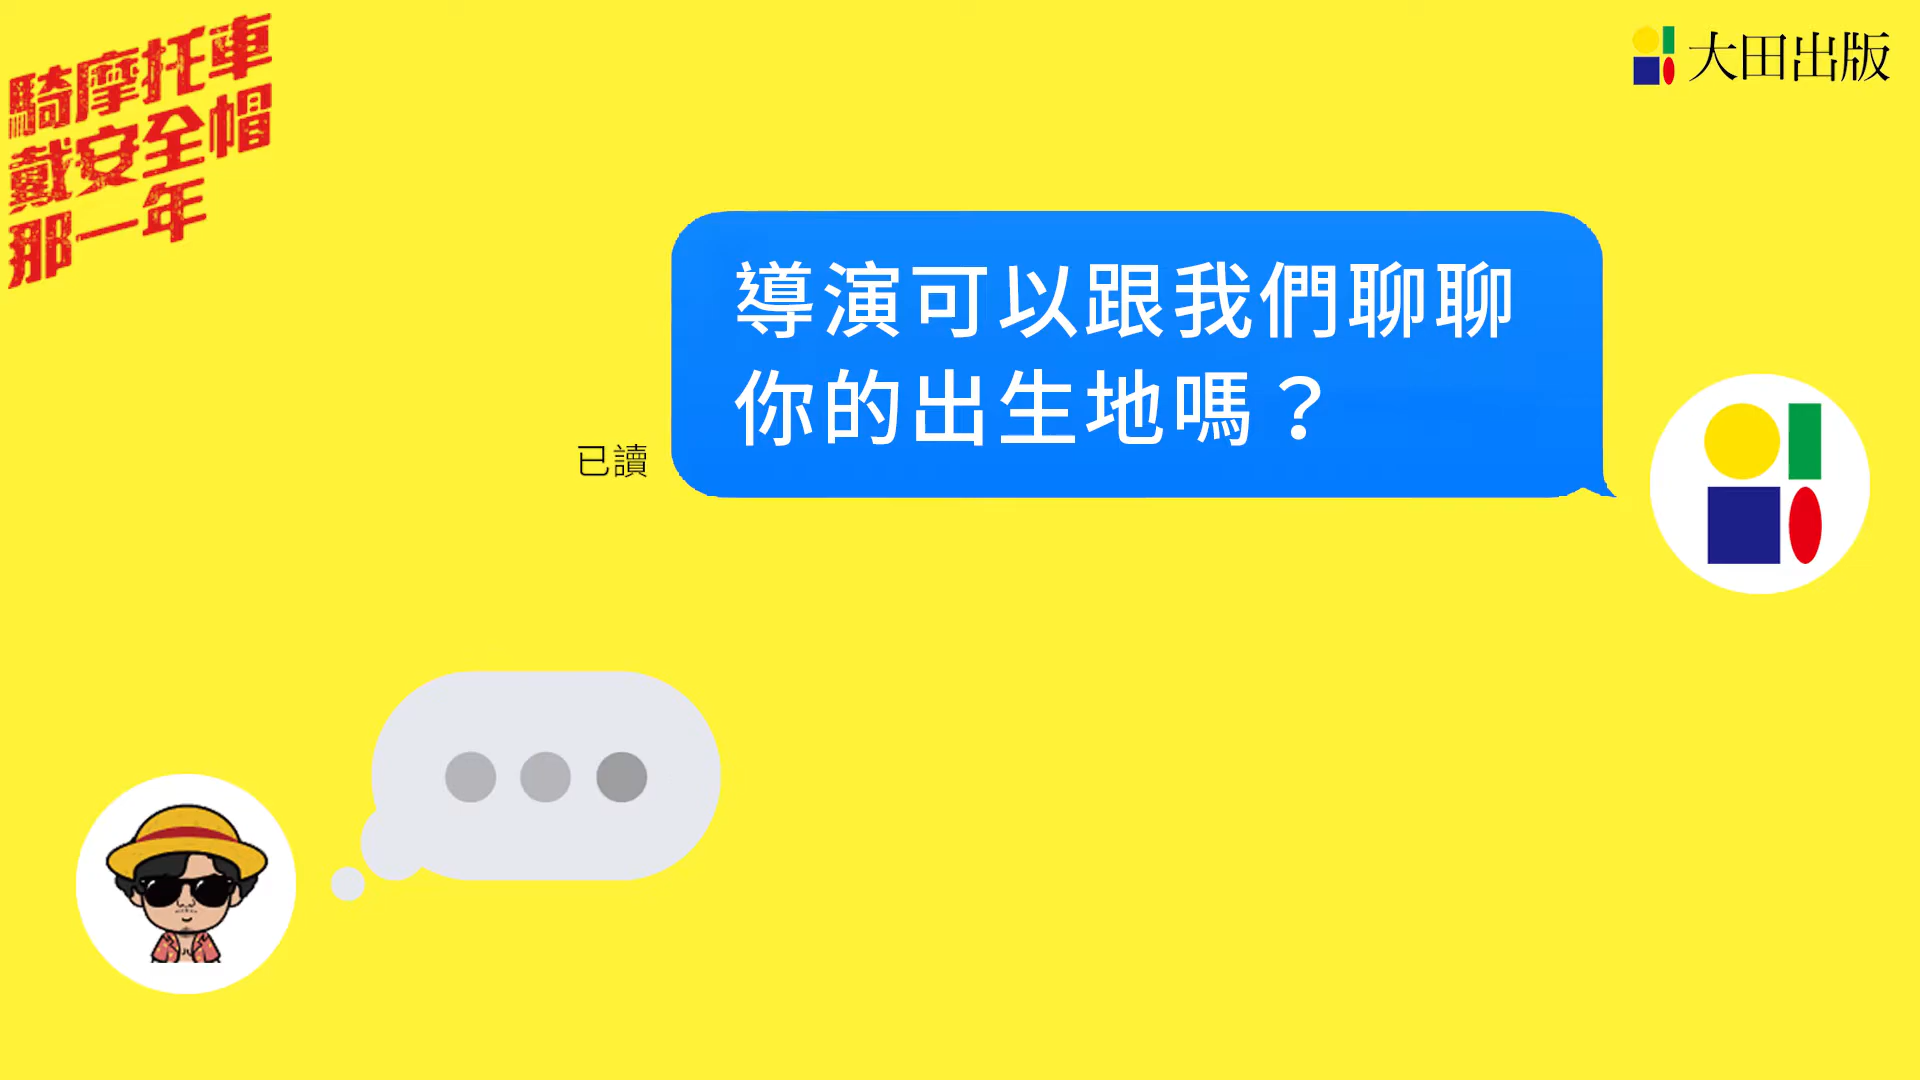 騎摩托車
戴安全帽
那一年
大田出版
導演可以跟我們聊聊
你的出生地嗎？
已讀